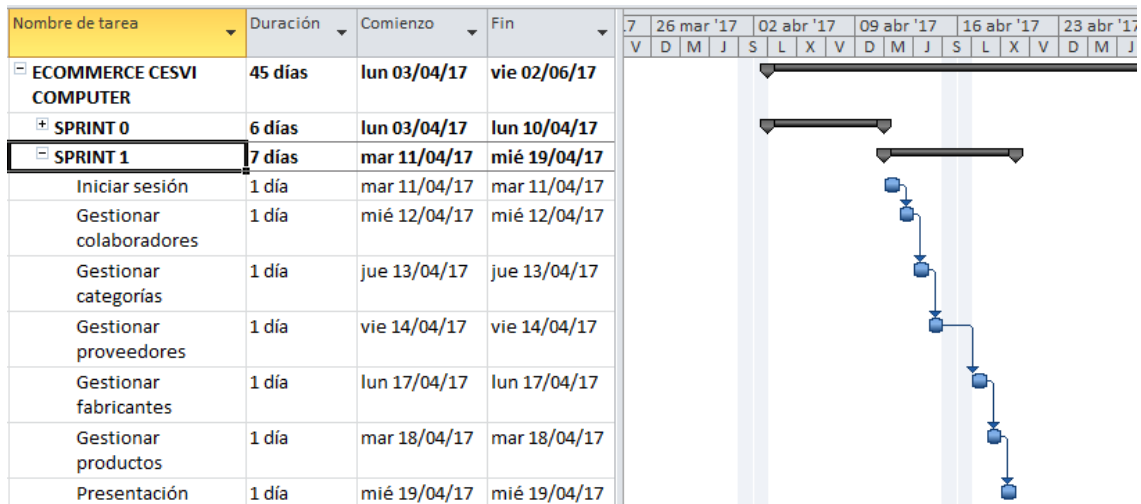 Nombre de tarea Duración Comienzo Fin
.7 26 mar '17 02 abr '17 09 abr '17 16 abr '17 23 abr '17
V D M J S L X V D M J S L X V D M J
ECOMMERCE CESVI 45 días lun 03/04/17 vie 02/06/17
COMPUTER
SPRINT 0 6 días lun 03/04/17 lun 10/04/17
SPRINT 1 7 días mar 11/04/17 mié 19/04/17
Iniciar sesión 1 día mar 11/04/17 mar 11/04/17
Gestionar 1 día mié 12/04/17 mié 12/04/17
colaboradores
Gestionar 1 día jue 13/04/17 jue 13/04/17
categorías
Gestionar 1 día vie 14/04/17 vie 14/04/17
proveedores
Gestionar 1 día lun 17/04/17 lun 17/04/17
fabricantes
Gestionar 1 día mar 18/04/17 mar 18/04/17
productos
Presentación 1 día mié 19/04/17 mié 19/04/17